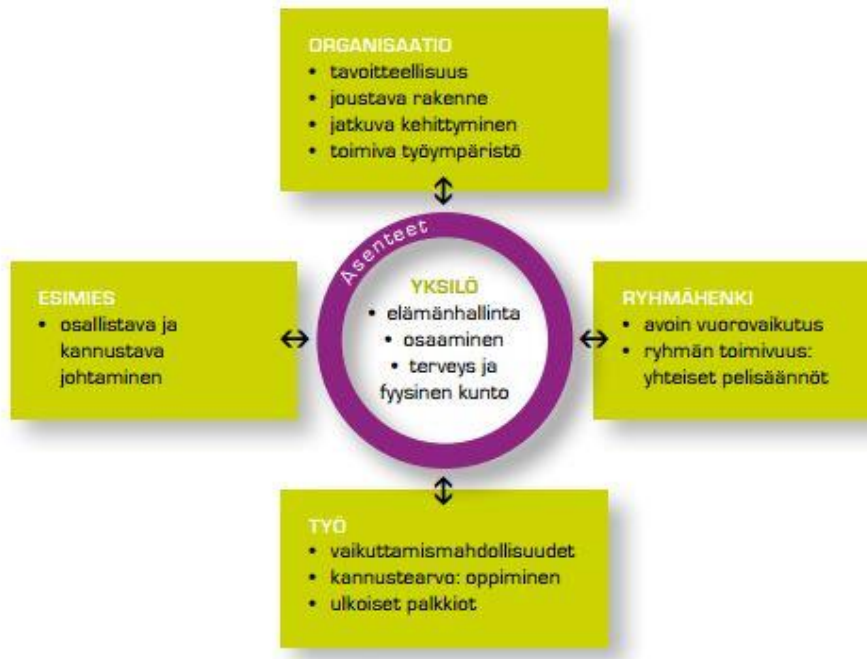 ORGANISAATIO
• tavoitteellisuus
• joustava rakenne
• jatkuva kehittyminen
• toimiva työympäristö
Asenteet
ESIMIES
• osallistava ja
kannustava
johtaminen
YKSILÖ
• elämänhallinta
• osaaminen
• terveys ja
fyysinen kunto
RYHMÄHENKI
• avoin vuorovaikutus
• ryhmän toimivuus:
yhteiset pelisäännöt
TYÖ
• vaikuttamismahdollisuudet
• kannustearvo: oppiminen
• ulkoiset palkkiot